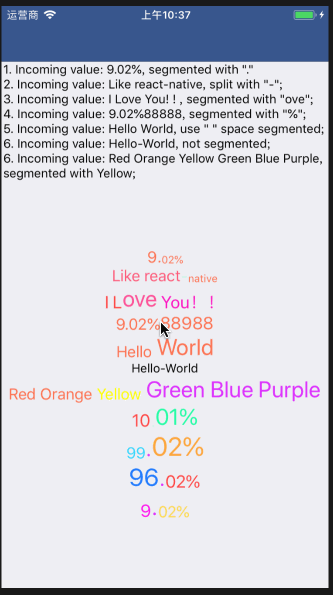 运营商 上午10:37
1. Incoming value: 9.02%, segmented with "."
2. Incoming value: Like react-native, split with "-";
3. Incoming value: I Love You! ! , segmented with "ove";
4. Incoming value: 9.02%88888, segmented with "%";
5. Incoming value: Hello World, use " " space segmented;
6. Incoming value: Hello-World, not segmented;
6. Incoming value: Red Orange Yellow Green Blue Purple,
segmented with Yellow;
9.02%
Like react native
I Love You! !
9.02%88988
Hello World
Hello-World
Red Orange Yellow Green Blue Purple
10 01%
99.02%
96.02%
9.02%